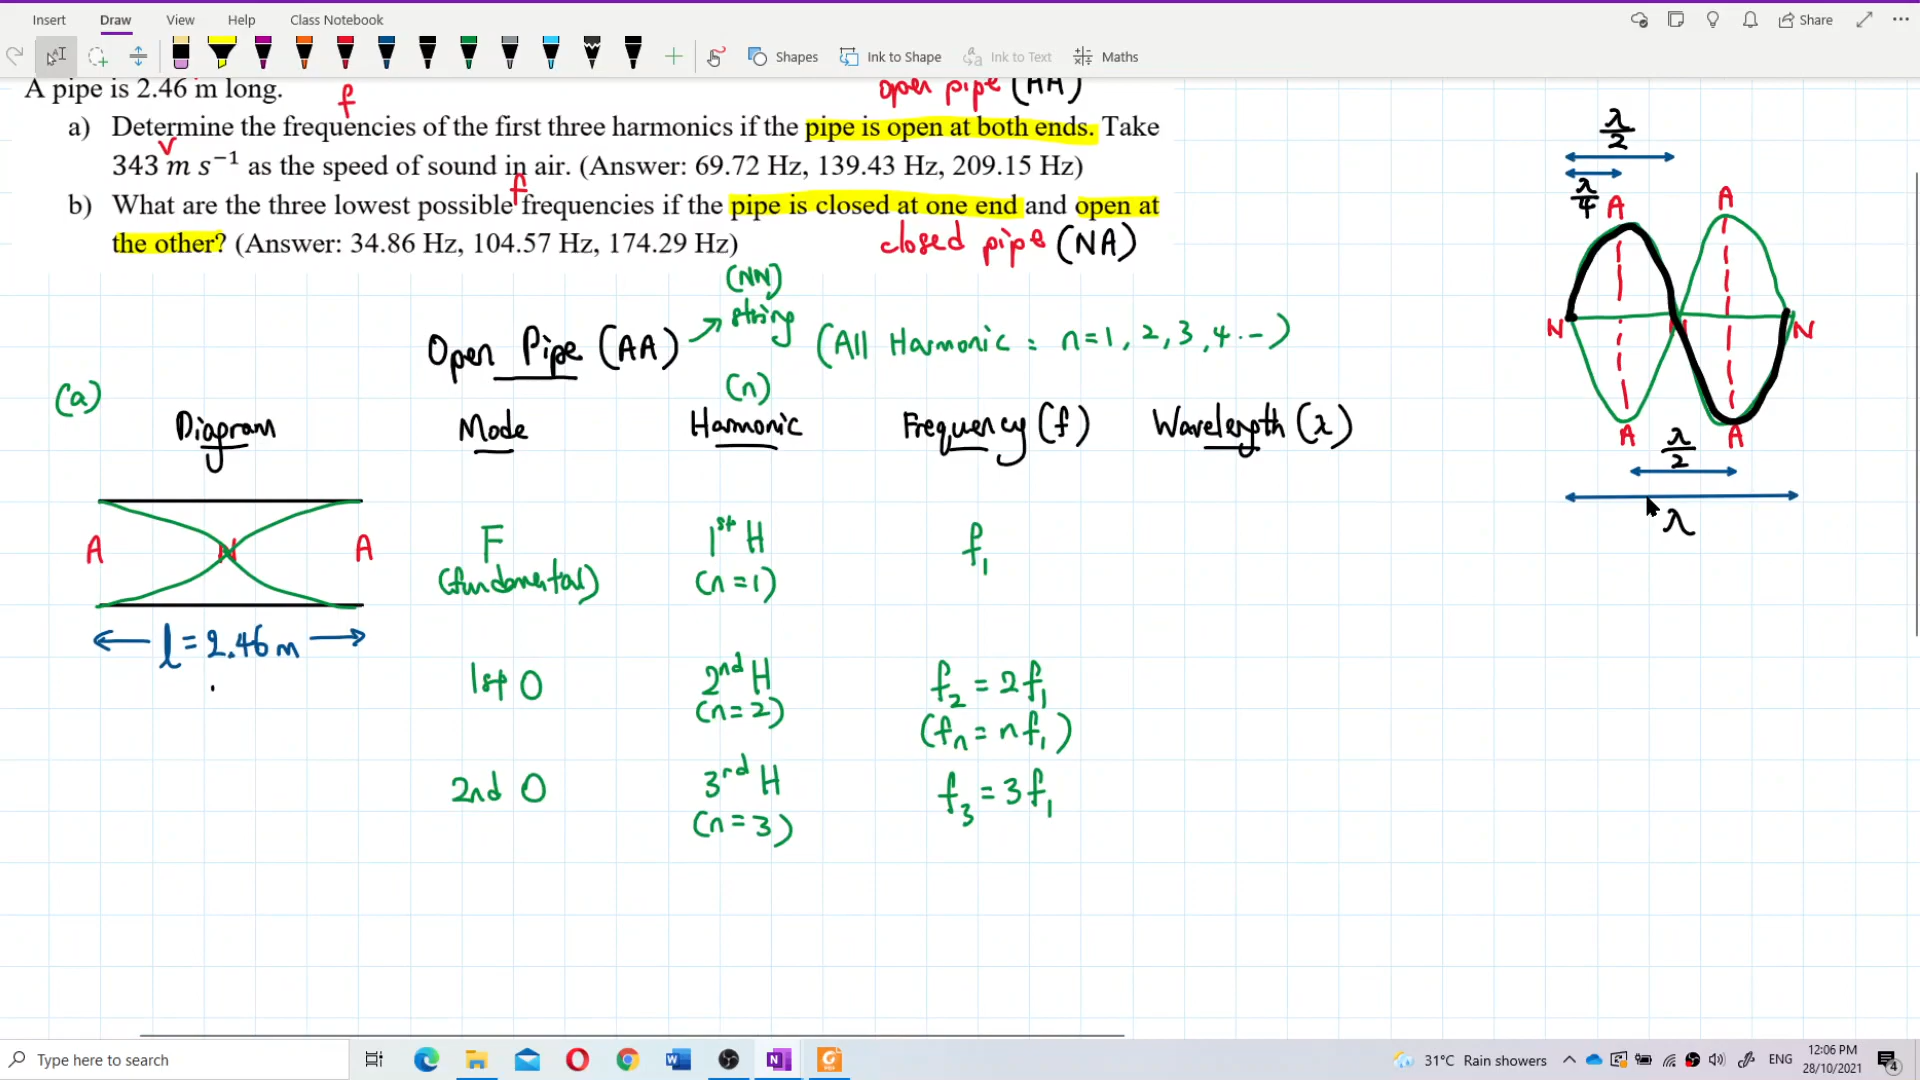 Insert Draw View Help Class Notebook Share
Shapes Ink to Shape Ink to Text Maths
A pipe is 2.46 m long.
f
open pipe (AA)
a) Determine the frequencies of the first three harmonics if the pipe is open at both ends. Take
v
343 m s⁻¹ as the speed of sound in air. (Answer: 69.72 Hz, 139.43 Hz, 209.15 Hz)
f
b) What are the three lowest possible frequencies if the pipe is closed at one end and open at
the other? (Answer: 34.86 Hz, 104.57 Hz, 174.29 Hz)
closed pipe (NA)
(NN)
string
Open Pipe (AA) → (All Harmonic : n=1, 2, 3, 4 --)
(a)
(n)
Diagram Mode Harmonic Frequency (f) Wavelength (λ)
A N A
F
(fundamental)
1st H
(n=1)
f₁
l = 2.46 m
1st O
2nd H
(n=2)
f₂ = 2f₁
(fₙ = nf₁)
2nd O
3rd H
(n=3)
f₃ = 3f₁
λ/2
λ/4
A A
N N N
A A
λ/2
λ
Type here to search
31°C Rain showers
ENG
12:06 PM
28/10/2021
4